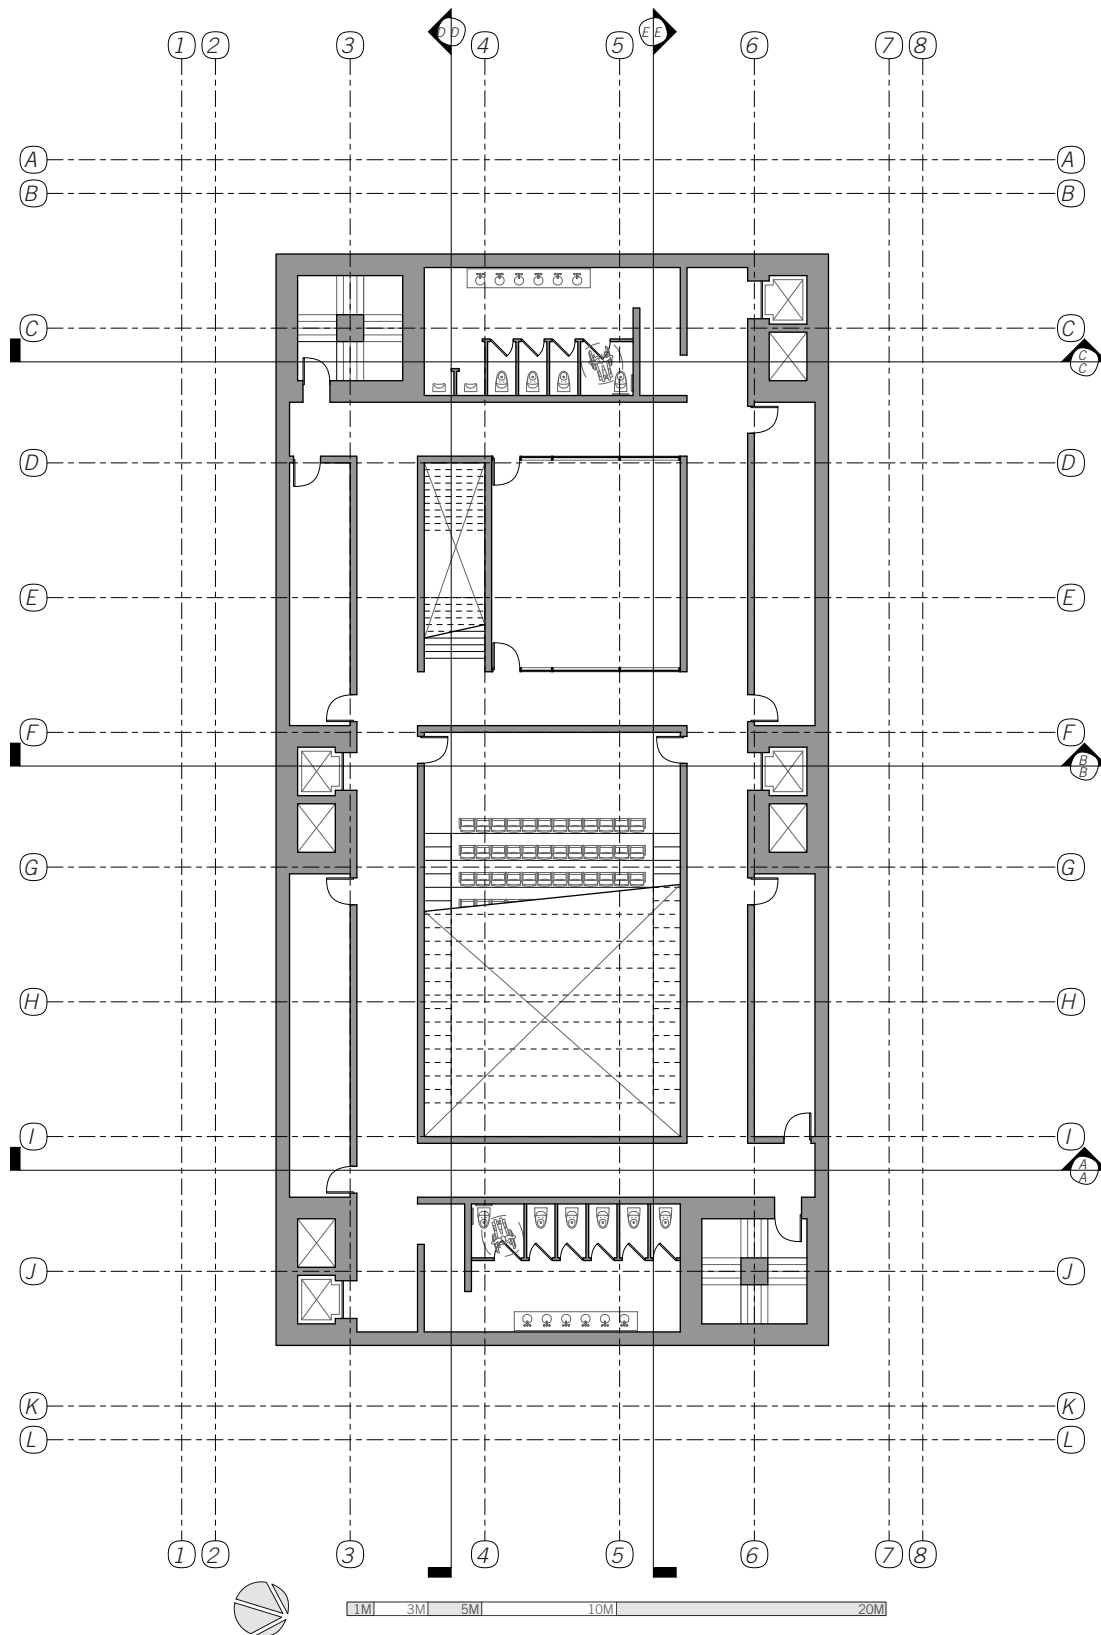 D D E E
1 2 3 4 5 6 7 8
A A
B B
C C
C
C
D D
E E
F F
B
B
G G
H H
I I
A
A
J J
K K
L L
1 2 3 4 5 6 7 8
1M 3M 5M 10M 20M